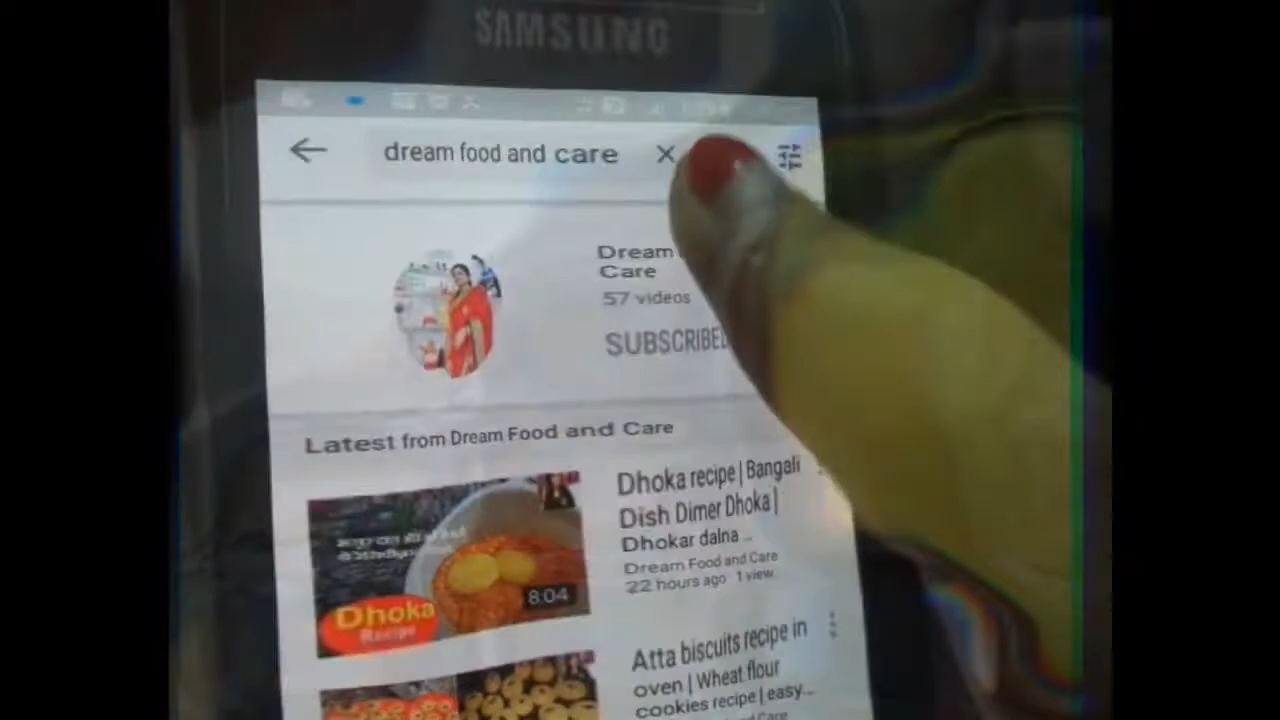 SAMSUNG
dream food and care
Dream
Care
57 videos
SUBSCRIBED
Latest from Dream Food and Care
Dhoka recipe | Bangali
Dish Dimer Dhoka |
Dhokar dalna ...
Dream Food and Care
22 hours ago · 1 view
8:04
Dhoka
Recipe
Atta biscuits recipe in
oven | Wheat flour
cookies recipe | easy...